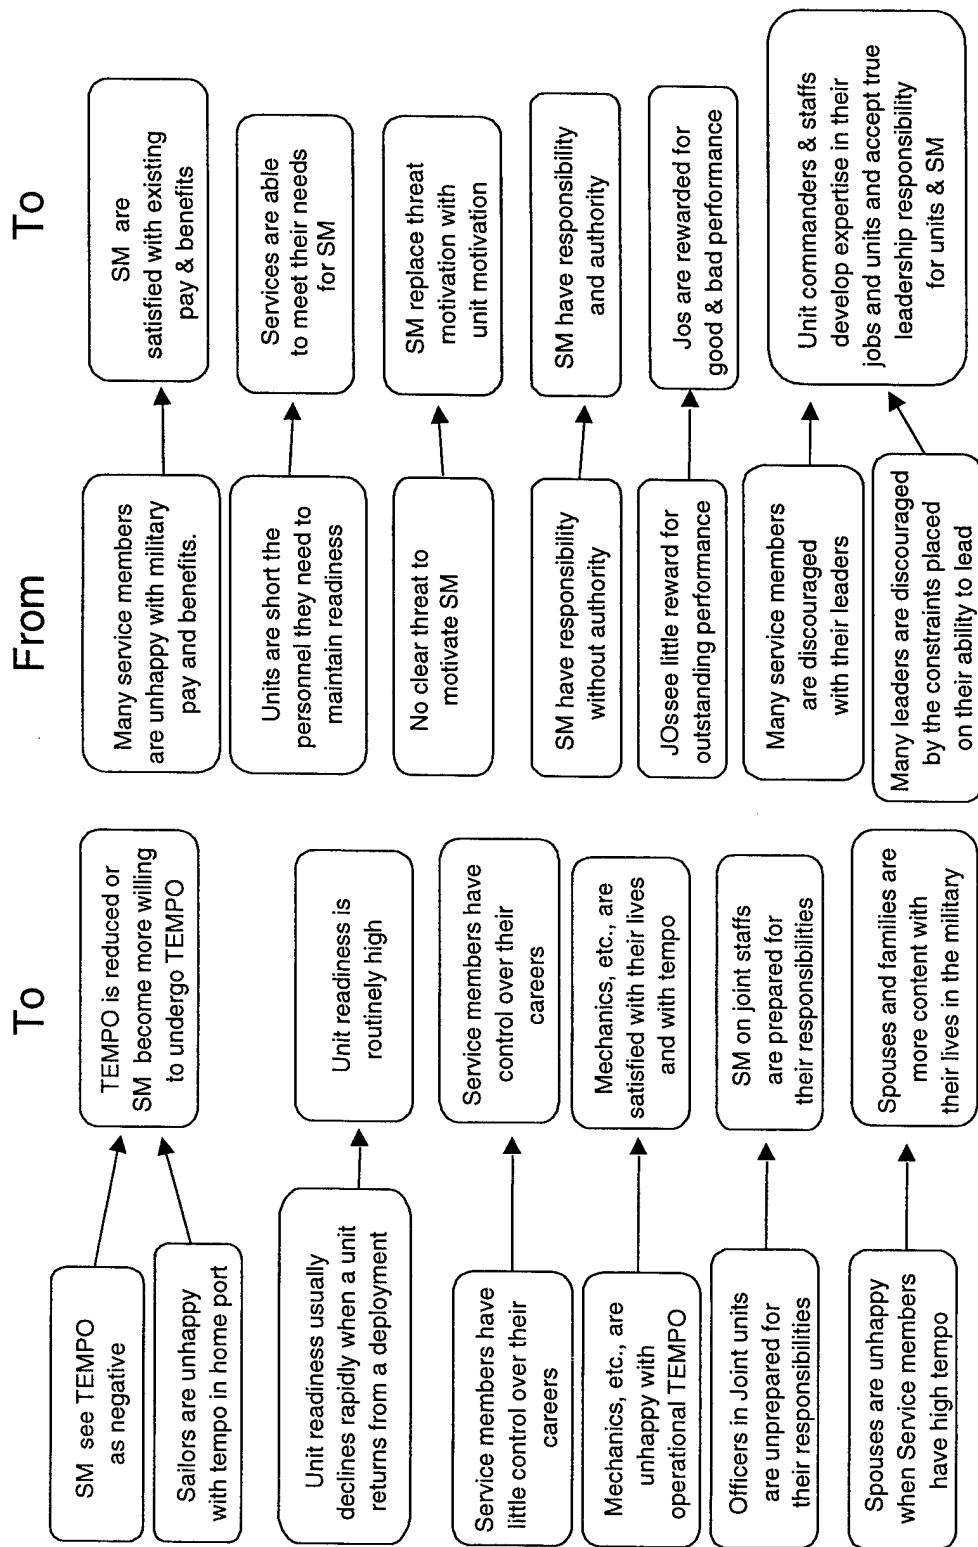 To
From
To
SM see TEMPO
as negative
Sailors are unhappy
with tempo in home port
TEMPO is reduced or
SM become more willing
to undergo TEMPO
Unit readiness usually
declines rapidly when a unit
returns from a deployment
Unit readiness is
routinely high
Service members have
little control over their
careers
Service members have
control over their
careers
Mechanics, etc., are
unhappy with
operational TEMPO
Mechanics, etc., are
satisfied with their lives
and with tempo
Officers in Joint units
are unprepared for
their responsibilities
SM on joint staffs
are prepared for
their responsibilities
Spouses are unhappy
when Service members
have high tempo
Spouses and families are
more content with
their lives in the military
Many service members
are unhappy with military
pay and benefits.
SM are
satisfied with existing
pay & benefits
Units are short the
personnel they need to
maintain readiness
Services are able
to meet their needs
for SM
No clear threat to
motivate SM
SM replace threat
motivation with
unit motivation
SM have responsibility
without authority
SM have responsibility
and authority
JOssee little reward for
outstanding performance
Jos are rewarded for
good & bad performance
Many service members
are discouraged
with their leaders
Many leaders are discouraged
by the constraints placed
on their ability to lead
Unit commanders & staffs
develop expertise in their
jobs and units and accept true
leadership responsibility
for units & SM